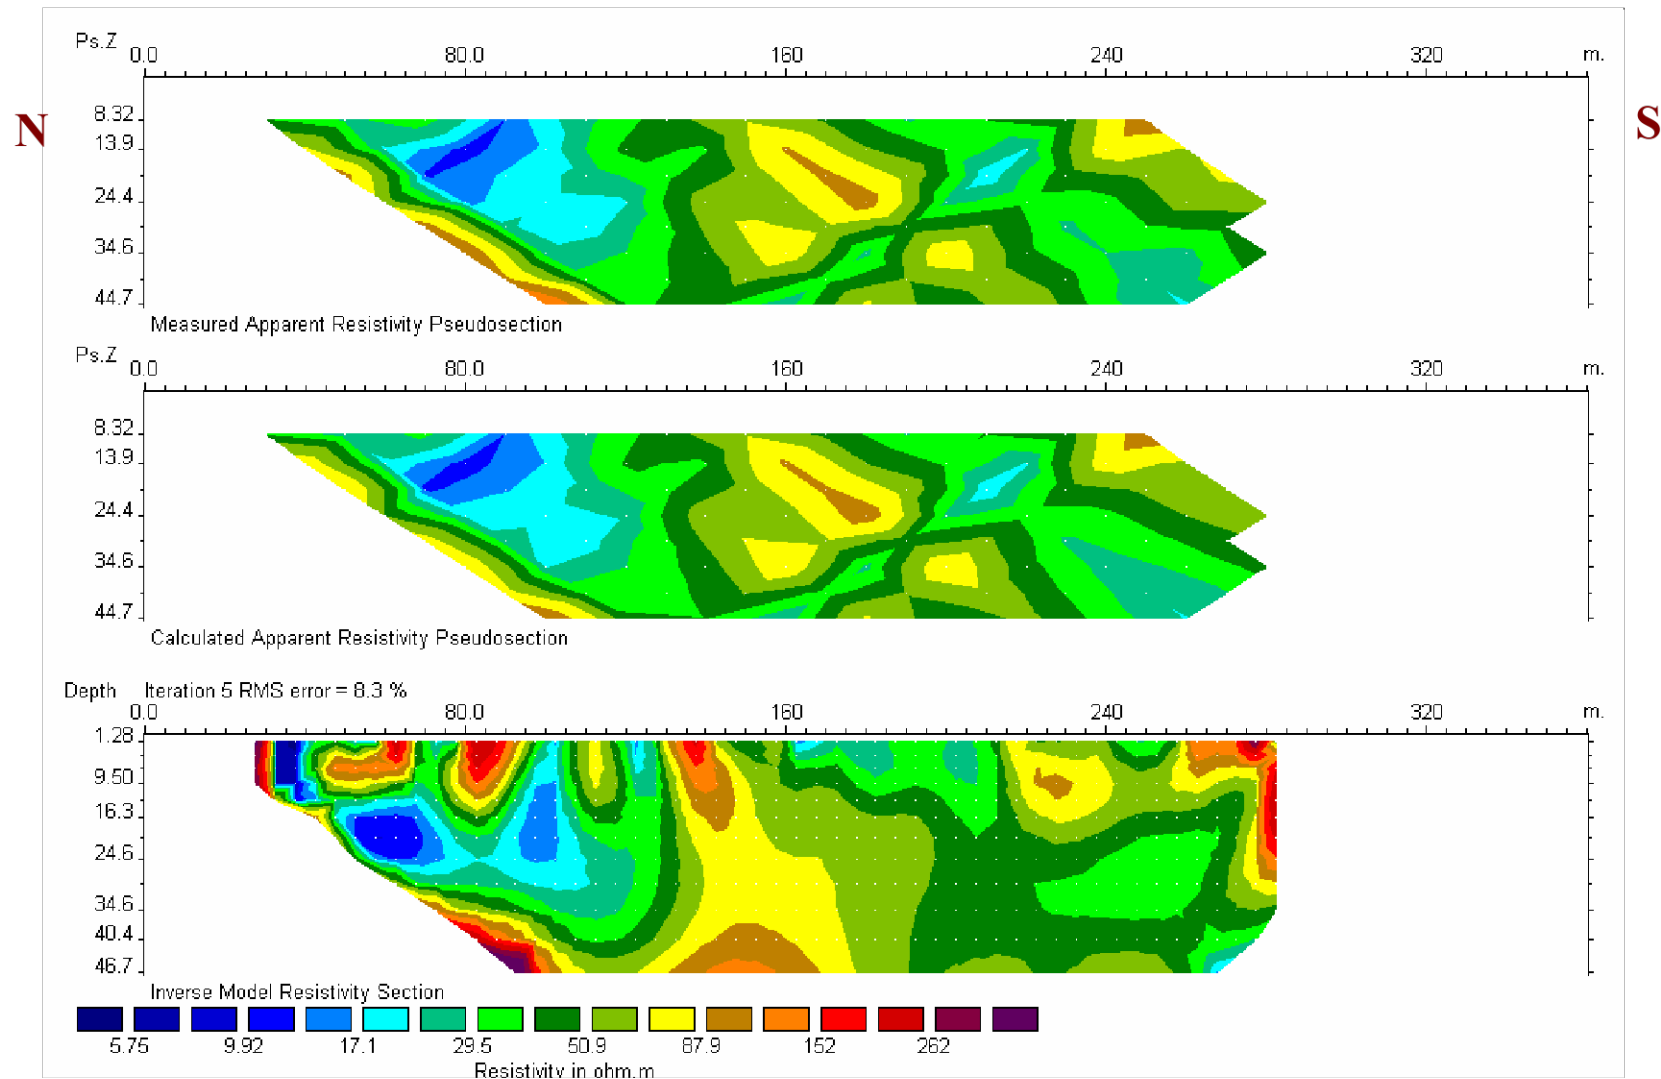 Ps.Z 0.0 80.0 160 240 320 m.
N S
8.32
13.9
24.4
34.6
44.7
Measured Apparent Resistivity Pseudosection
Ps.Z 0.0 80.0 160 240 320 m.
8.32
13.9
24.4
34.6
44.7
Calculated Apparent Resistivity Pseudosection
Depth Iteration 5 RMS error = 8.3 %
0.0 80.0 160 240 320 m.
1.28
9.50
16.3
24.6
34.6
40.4
46.7
Inverse Model Resistivity Section
5.75 9.92 17.1 29.5 50.9 87.9 152 262
Resistivity in ohm.m